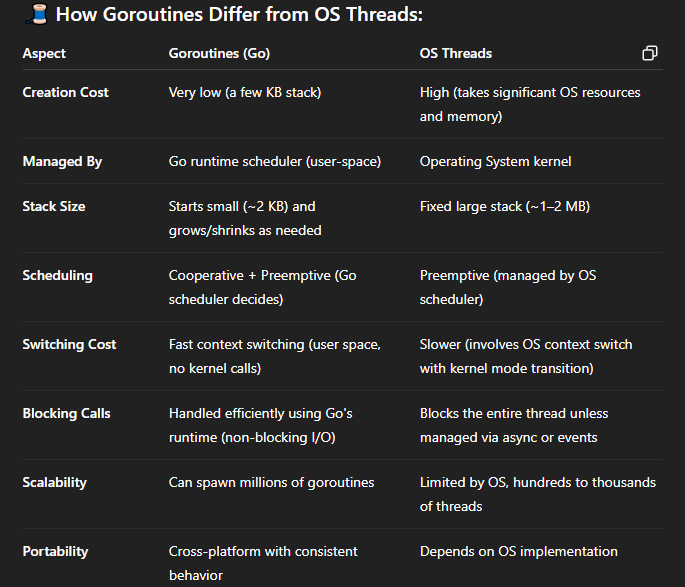 🧵 How Goroutines Differ from OS Threads:
Aspect Goroutines (Go) OS Threads
Creation Cost Very low (a few KB stack) High (takes significant OS resources
and memory)
Managed By Go runtime scheduler (user-space) Operating System kernel
Stack Size Starts small (~2 KB) and Fixed large stack (~1–2 MB)
grows/shrinks as needed
Scheduling Cooperative + Preemptive (Go Preemptive (managed by OS
scheduler decides) scheduler)
Switching Cost Fast context switching (user space, Slower (involves OS context switch
no kernel calls) with kernel mode transition)
Blocking Calls Handled efficiently using Go's Blocks the entire thread unless
runtime (non-blocking I/O) managed via async or events
Scalability Can spawn millions of goroutines Limited by OS, hundreds to thousands
of threads
Portability Cross-platform with consistent Depends on OS implementation
behavior